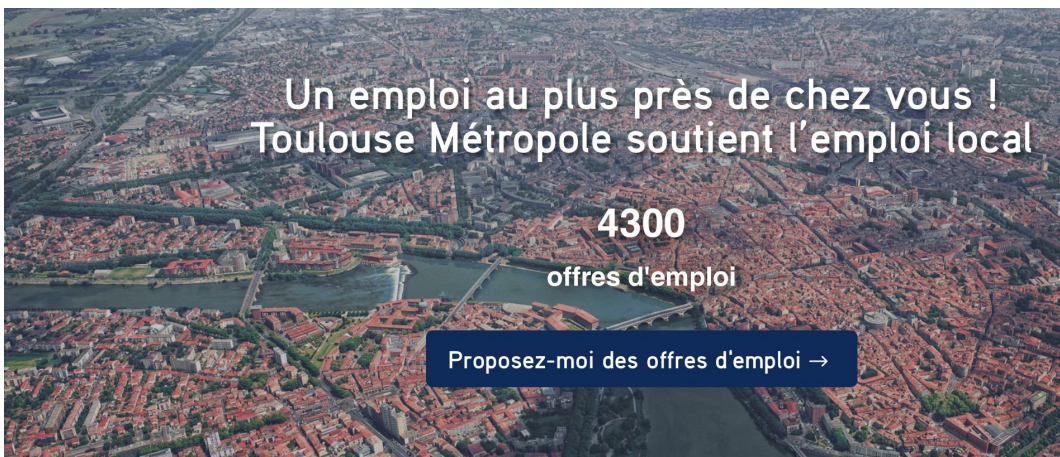 Un emploi au plus près de chez vous !
Toulouse Métropole soutient l'emploi local
4300
offres d'emploi
Proposez-moi des offres d'emploi →